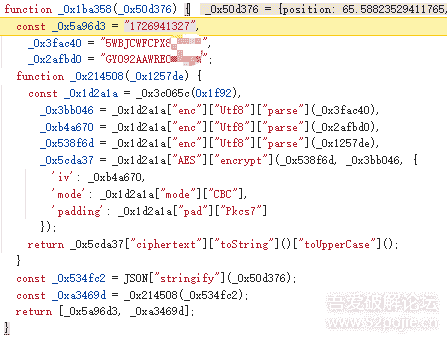 function _0x1ba358(_0x50d376) {   _0x50d376 = {position: 65.58823529411765,
const _0x5a96d3 = "1726941327",
_0x3fac40 = "5WBJCWFCPX
_0x2afbd0 = "GYO92AAWREC
function _0x214508(_0x1257de) {
const _0x1d2a1a = _0x3c065c(0x1f92),
_0x3bb046 = _0x1d2a1a["enc"]["Utf8"]["parse"](_0x3fac40),
_0xb4a670 = _0x1d2a1a["enc"]["Utf8"]["parse"](_0x2afbd0),
_0x538f6d = _0x1d2a1a["enc"]["Utf8"]["parse"](_0x1257de),
_0x5cda37 = _0x1d2a1a["AES"]["encrypt"](_0x538f6d, _0x3bb046, {
'iv': _0xb4a670,
'mode': _0x1d2a1a["mode"]["CBC"],
'padding': _0x1d2a1a["pad"]["Pkcs7"]
});
return _0x5cda37["ciphertext"]["toString"]()["toUpperCase"]();
}
const _0x534fc2 = JSON["stringify"](_0x50d376);
const _0xa3469d = _0x214508(_0x534fc2);
return [_0x5a96d3, _0xa3469d];
}
吾爱破解论坛
www.52pojie.cn